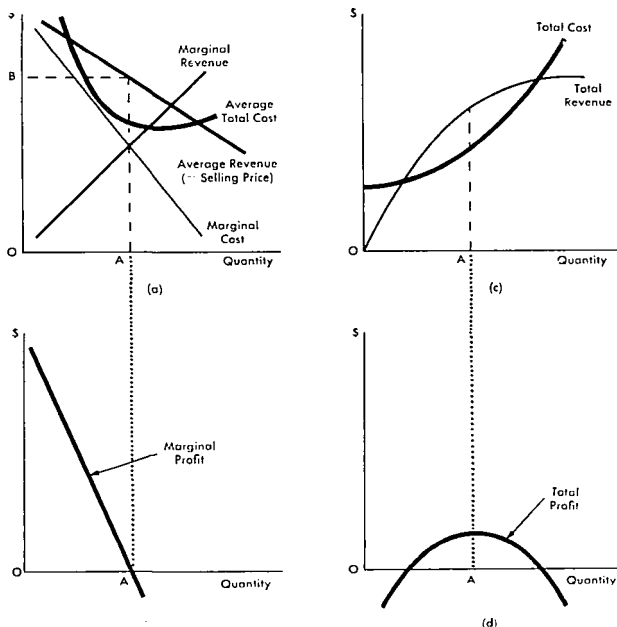 $
Marginal
Revenue
B
Average
Total Cost
Average Revenue
(— Selling Price)
Marginal
Cost
O
A
Quantity
(a)
$
Total Cost
Total
Revenue
O
A
Quantity
(c)
$
Marginal
Profit
O
A
Quantity
$
Total
Profit
O
A
Quantity
(d)